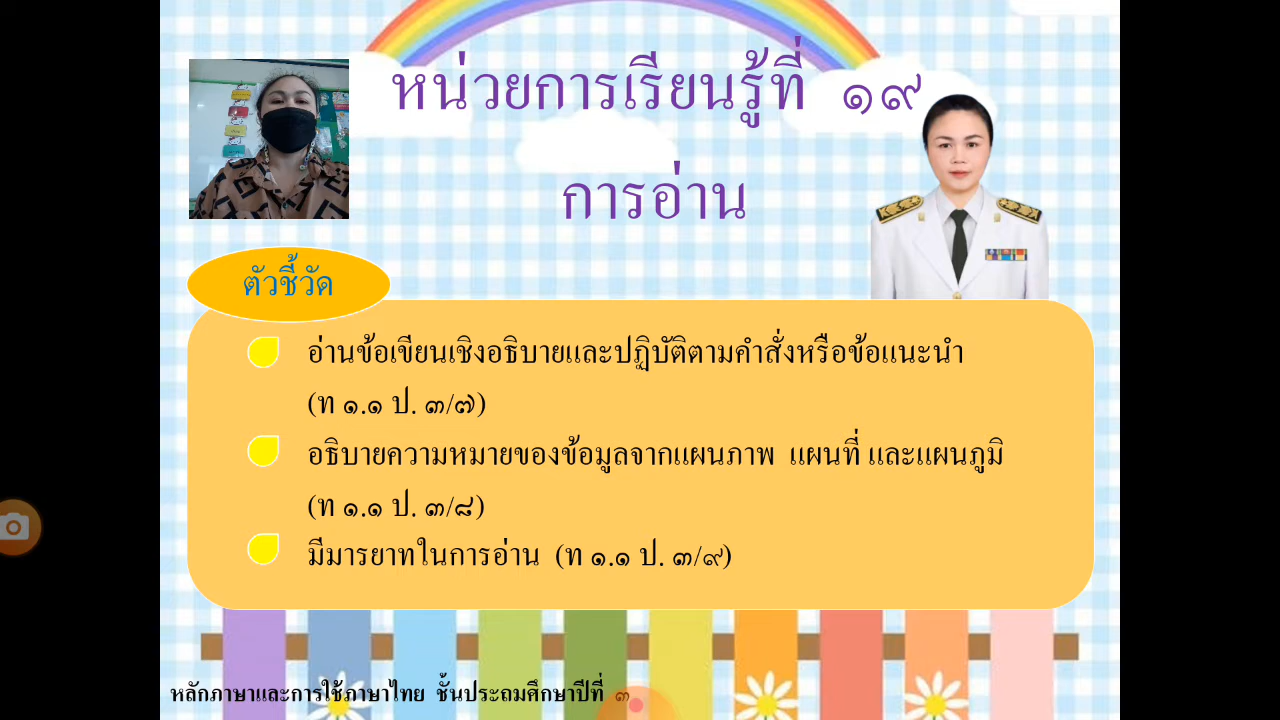 หน่วยการเรียนรู้ที่ ๑๙
การอ่าน
ตัวชี้วัด
อ่านข้อเขียนเชิงอธิบายและปฏิบัติตามคำสั่งหรือข้อแนะนำ
(ท ๑.๑ ป. ๓/๗)
อธิบายความหมายของข้อมูลจากแผนภาพ แผนที่ และแผนภูมิ
(ท ๑.๑ ป. ๓/๘)
มีมารยาทในการอ่าน (ท ๑.๑ ป. ๓/๙)
หลักภาษาและการใช้ภาษาไทย ชั้นประถมศึกษาปีที่ ๓